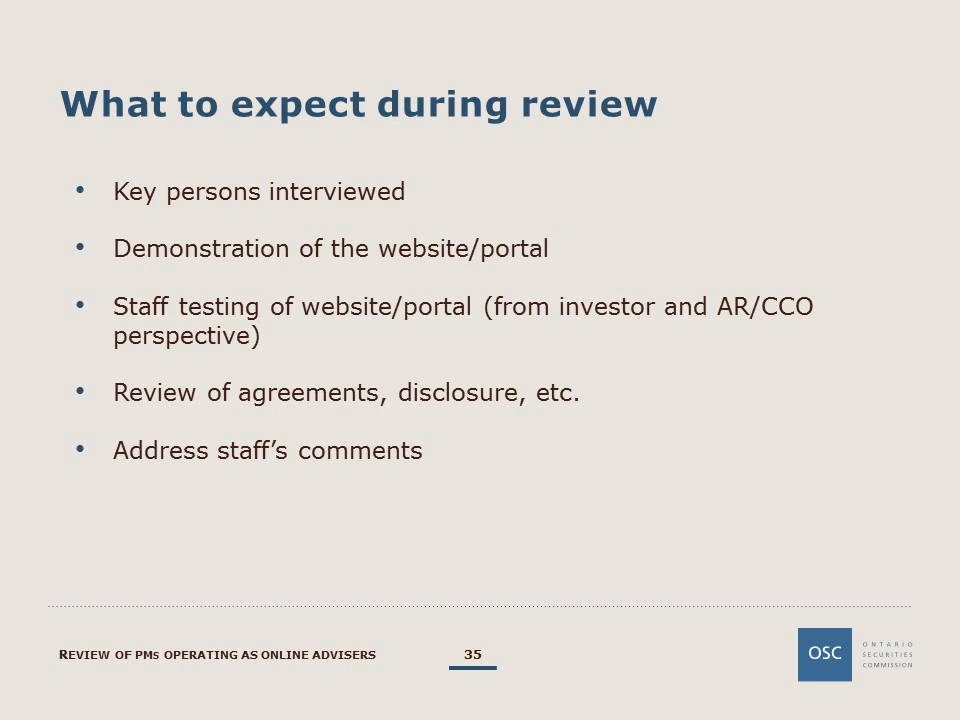 What to expect during review
• Key persons interviewed
• Demonstration of the website/portal
• Staff testing of website/portal (from investor and AR/CCO
perspective)
• Review of agreements, disclosure, etc.
• Address staff’s comments
REVIEW OF PMs OPERATING AS ONLINE ADVISERS
35
OSC
ONTARIO
SECURITIES
COMMISSION